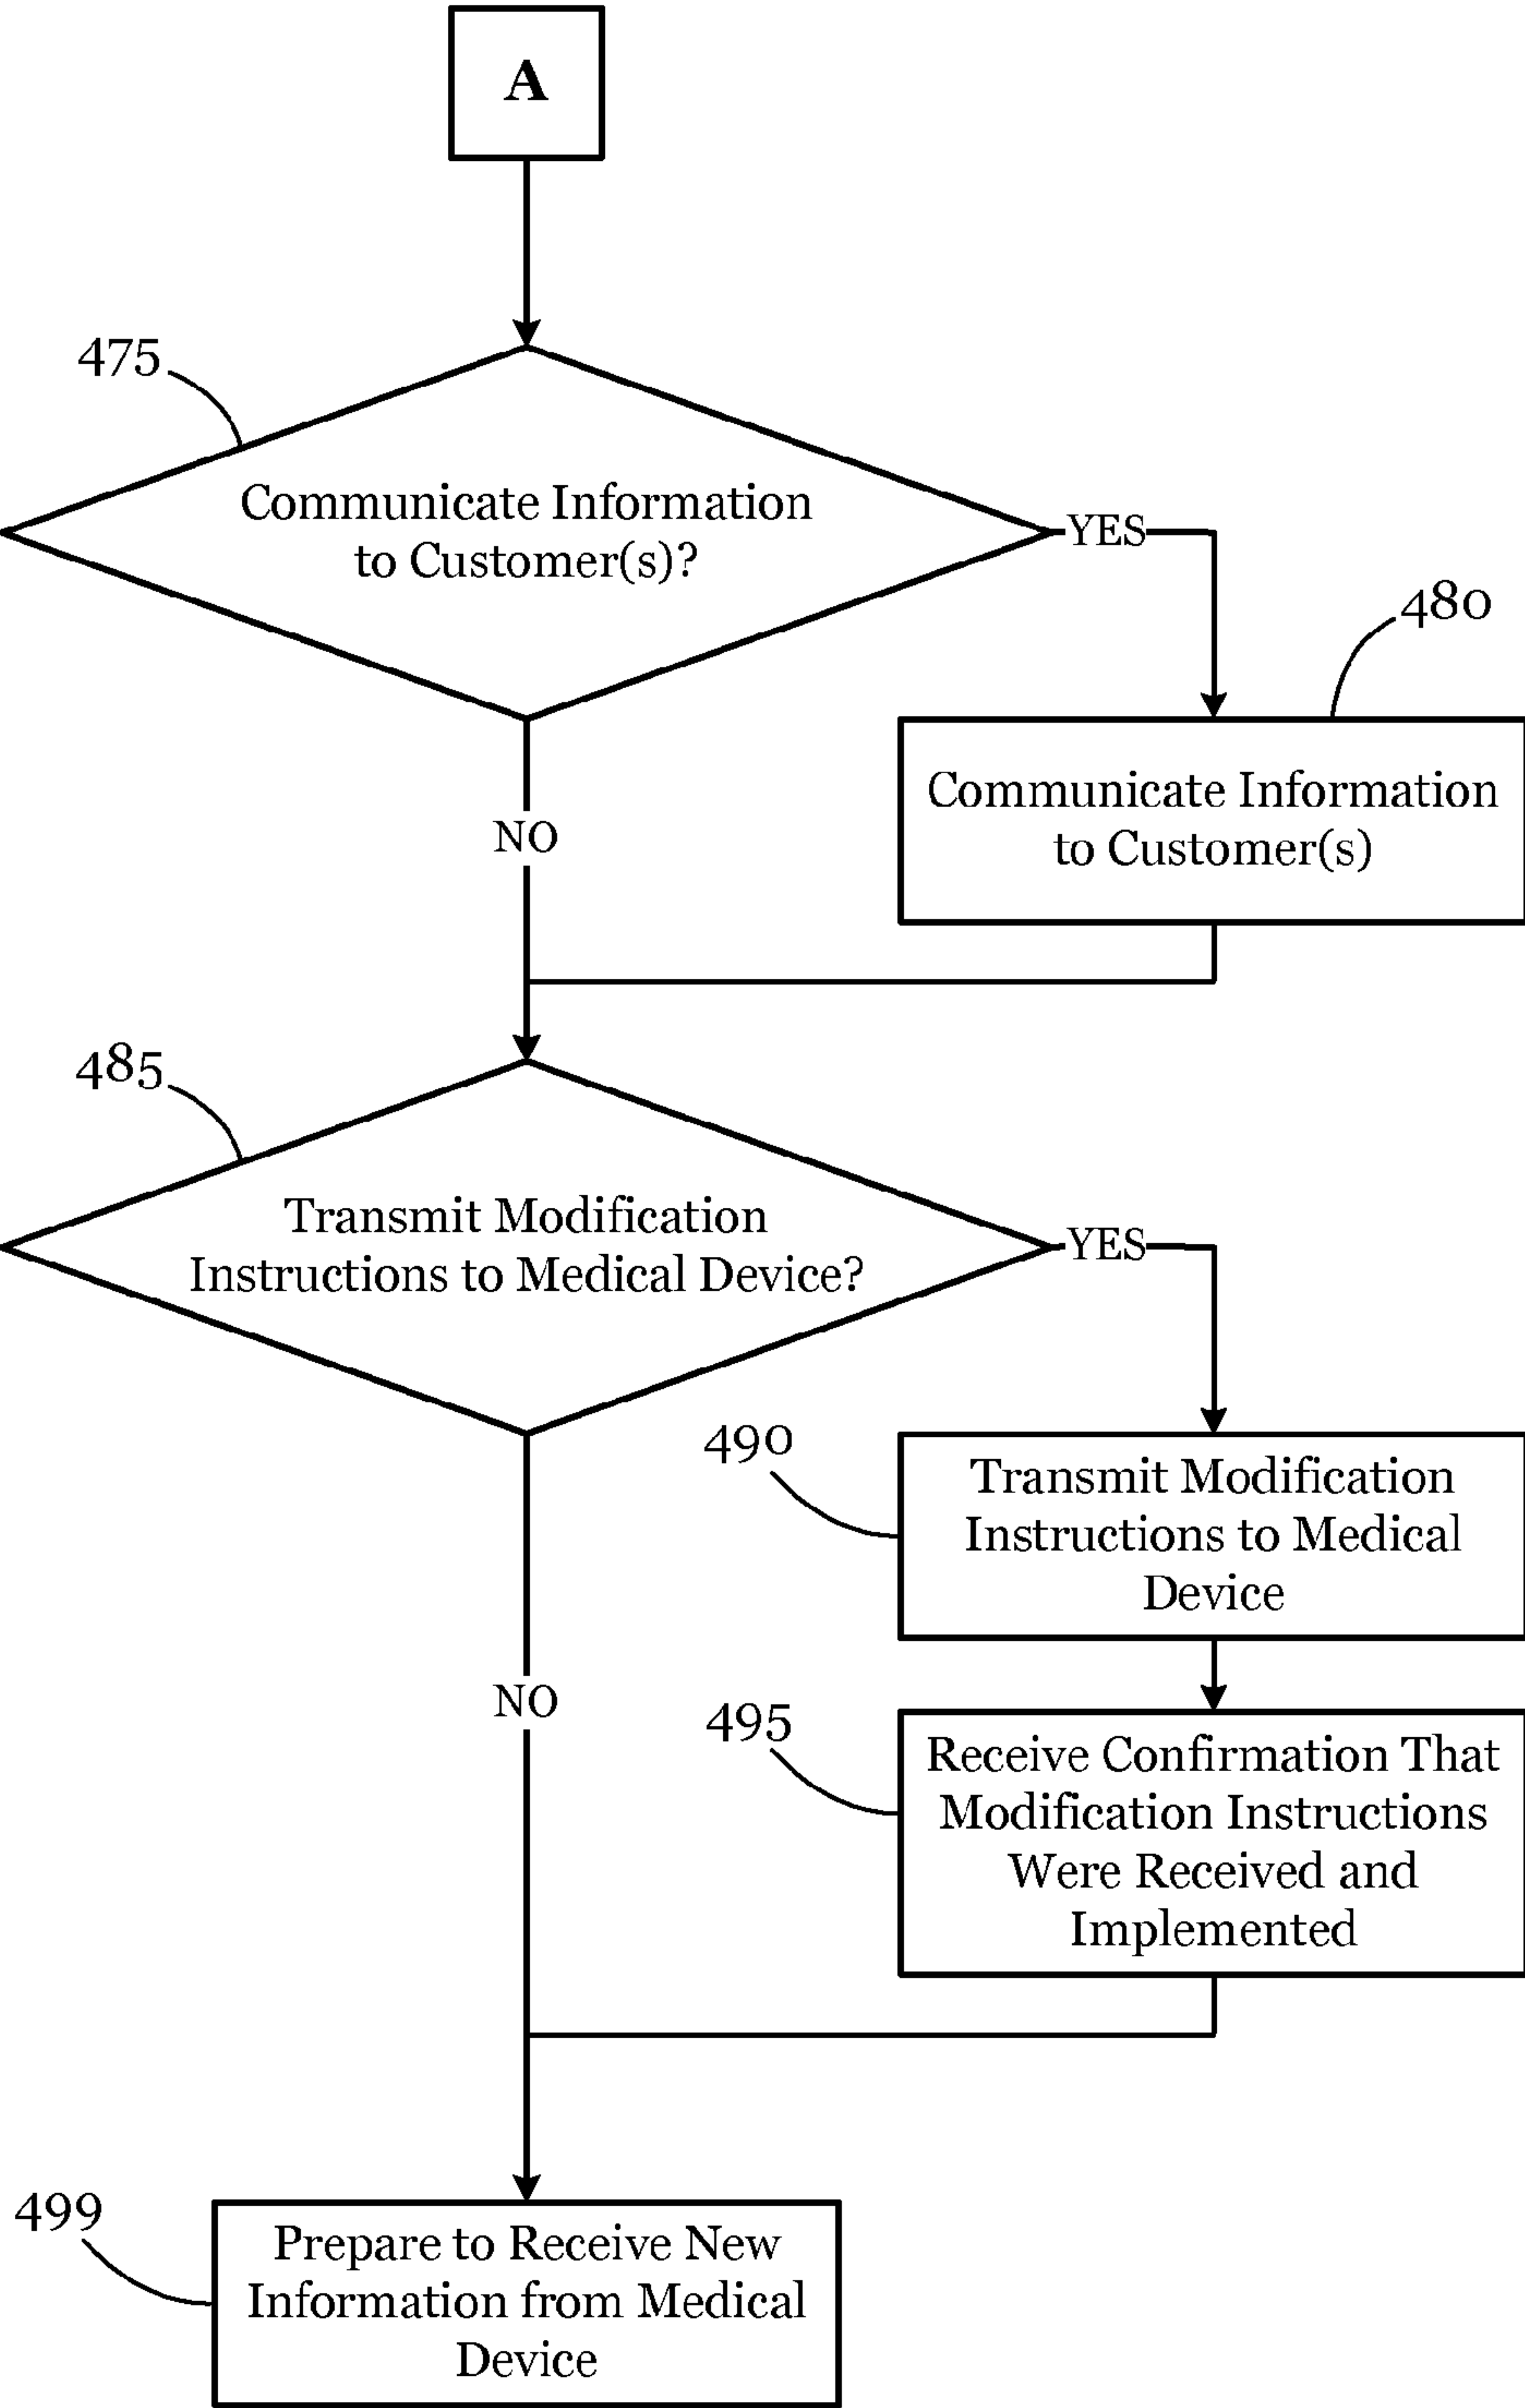 A
475
Communicate Information
to Customer(s)?
YES
480
Communicate Information
to Customer(s)
NO
485
Transmit Modification
Instructions to Medical Device?
YES
490
Transmit Modification
Instructions to Medical
Device
NO
495
Receive Confirmation That
Modification Instructions
Were Received and
Implemented
499
Prepare to Receive New
Information from Medical
Device